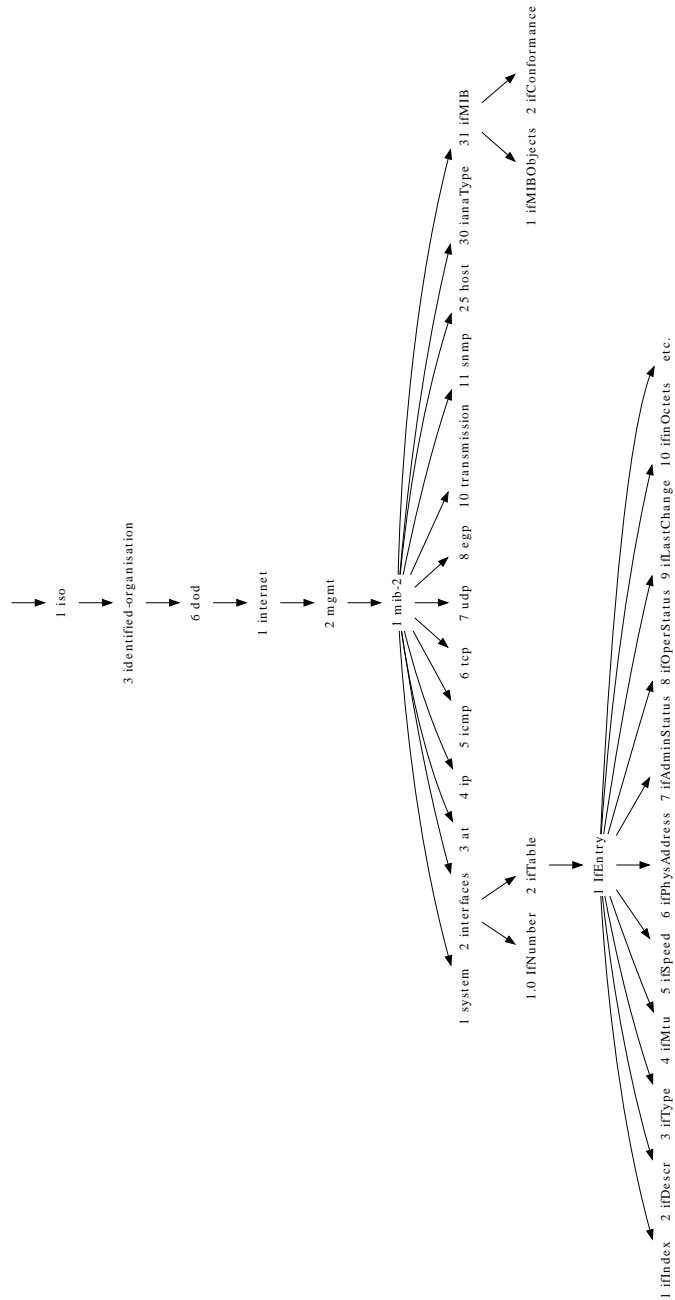 1 iso
3 identified-organisation
6 dod
1 internet
2 mgmt
1 mib-2
1 system
2 interfaces
3 at
4 ip
5 icmp
6 tcp
7 udp
8 egp
10 transmission
11 snmp
25 host
30 ianaType
31 ifMIB
1.0 IfNumber
2 ifTable
1 ifMIBObjects
2 ifConformance
1 IfEntry
1 ifIndex
2 ifDescr
3 ifType
4 ifMtu
5 ifSpeed
6 ifPhysAddress
7 ifAdminStatus
8 ifOperStatus
9 ifLastChange
10 ifinOctets
etc.